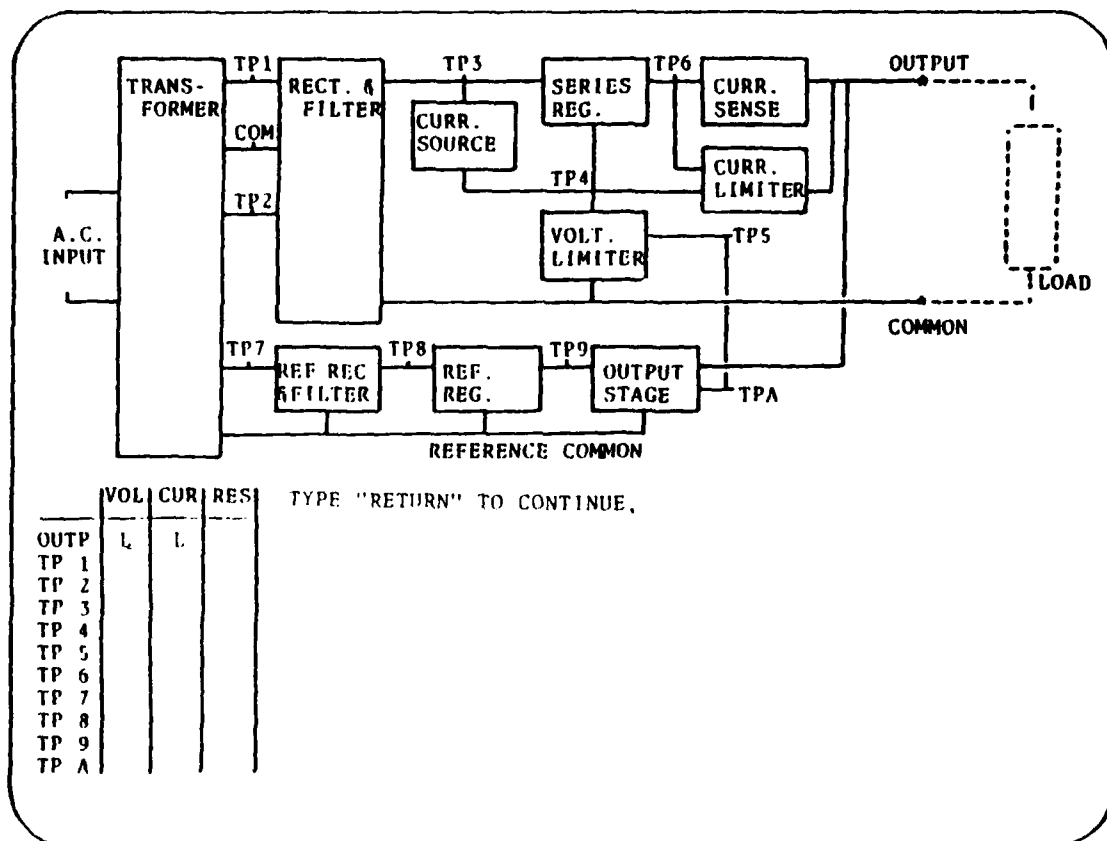 TP1
TP3
TP6
OUTPUT
TRANS-
FORMER
RECT. &
FILTER
SERIES
REG.
CURR.
SENSE
COM
CURR.
SOURCE
TP4
CURR.
LIMITER
TP2
A.C.
INPUT
VOLT.
LIMITER
TP5
LOAD
COMMON
TP7
REF REC
&FILTER
TP8
REF.
REG.
TP9
OUTPUT
STAGE
TPA
REFERENCE COMMON
VOL CUR RES
TYPE "RETURN" TO CONTINUE.
OUTP L L
TP 1
TP 2
TP 3
TP 4
TP 5
TP 6
TP 7
TP 8
TP 9
TP A